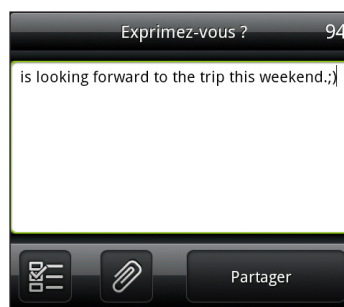 Exprimez-vous ? 94
is looking forward to the trip this weekend.;)
Partager